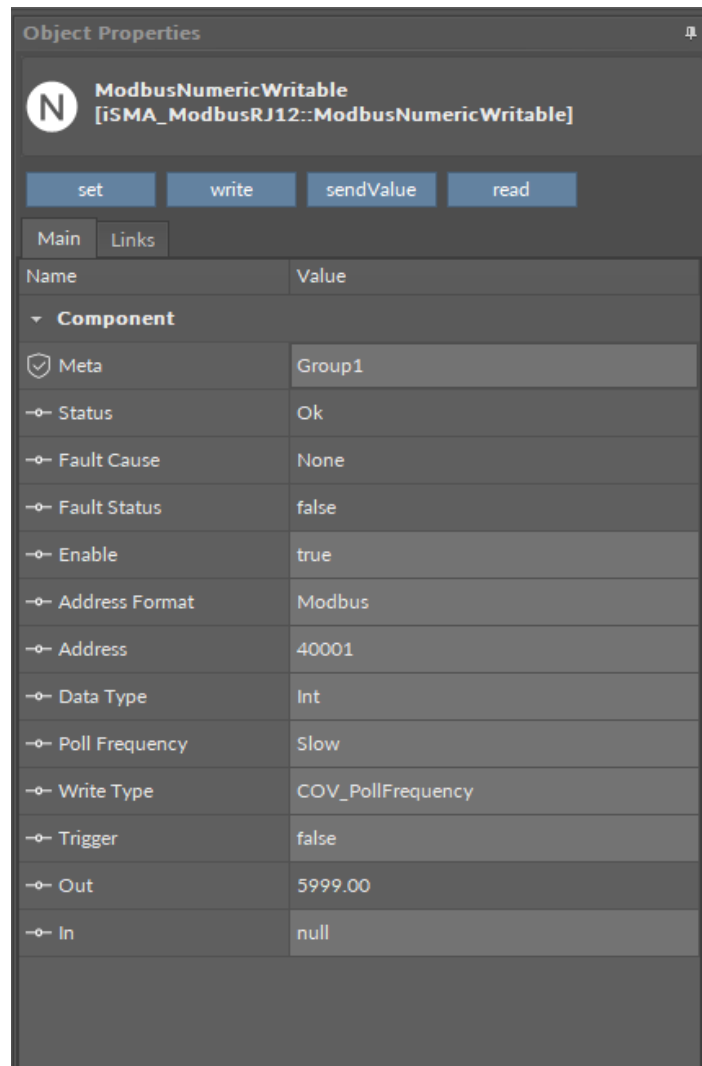 Object Properties
N
ModbusNumericWritable
[iSMA_ModbusRJ12::ModbusNumericWritable]
set write sendValue read
Main Links
Name Value
Component
Meta Group1
Status Ok
Fault Cause None
Fault Status false
Enable true
Address Format Modbus
Address 40001
Data Type Int
Poll Frequency Slow
Write Type COV_PollFrequency
Trigger false
Out 5999.00
In null